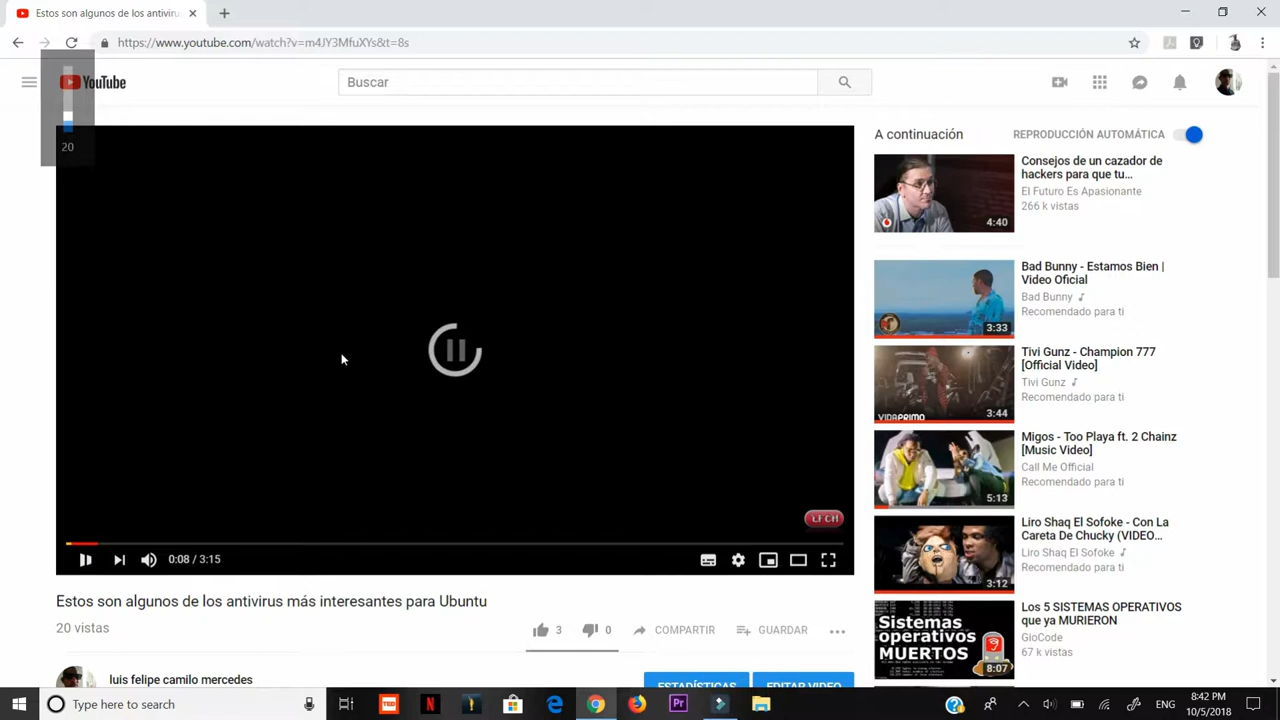 Estos son algunos de los antiviru
https://www.youtube.com/watch?v=m4JY3MfuXYs&t=8s
YouTube
Buscar
20
A continuación
REPRODUCCIÓN AUTOMÁTICA
Consejos de un cazador de
hackers para que tu...
El Futuro Es Apasionante
266 k vistas
4:40
Bad Bunny - Estamos Bien |
Video Oficial
Bad Bunny
Recomendado para ti
3:33
Tivi Gunz - Champion 777
[Official Video]
Tivi Gunz
Recomendado para ti
VIDAPRIMO
3:44
Migos - Too Playa ft. 2 Chainz
[Music Video]
Call Me Official
Recomendado para ti
5:13
LFCH
Liro Shaq El Sofoke - Con La
Careta De Chucky (VIDEO...
Liro Shaq El Sofoke
Recomendado para ti
3:12
0:08 / 3:15
Estos son algunos de los antivirus mas interesantes para Ubuntu
20 vistas
3
0
COMPARTIR
GUARDAR
Los 5 SISTEMAS OPERATIVOS
que ya MURIERON
GioCode
67 k vistas
Sistemas
operativos
MUERTOS
8:07
luis felipe camilo mercedes
ESTADÍSTICAS
EDITAR VIDEO
Type here to search
ENG
8:42 PM
10/5/2018